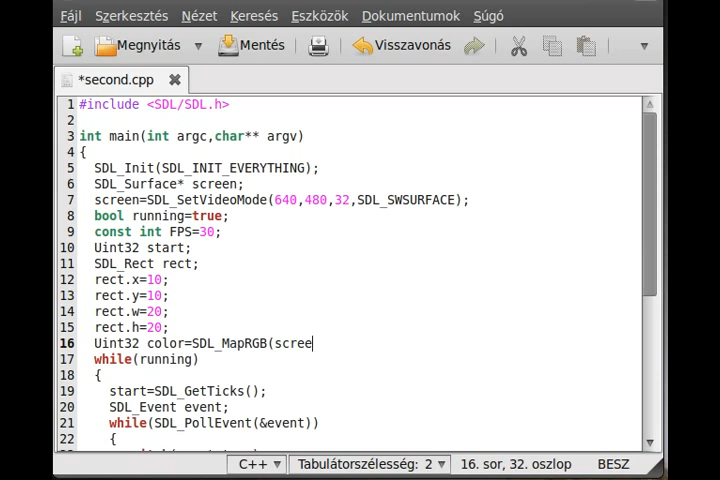 Fájl Szerkesztés Nézet Keresés Eszközök Dokumentumok Súgó
Megnyitás Mentés Visszavonás
*second.cpp
1 #include <SDL/SDL.h>
2
3 int main(int argc,char** argv)
4 {
5 SDL_Init(SDL_INIT_EVERYTHING);
6 SDL_Surface* screen;
7 screen=SDL_SetVideoMode(640,480,32,SDL_SWSURFACE);
8 bool running=true;
9 const int FPS=30;
10 Uint32 start;
11 SDL_Rect rect;
12 rect.x=10;
13 rect.y=10;
14 rect.w=20;
15 rect.h=20;
16 Uint32 color=SDL_MapRGB(scree
17 while(running)
18 {
19 start=SDL_GetTicks();
20 SDL_Event event;
21 while(SDL_PollEvent(&event))
22 {
C++ Tabulátorszélesség: 2 16. sor, 32. oszlop BESZ